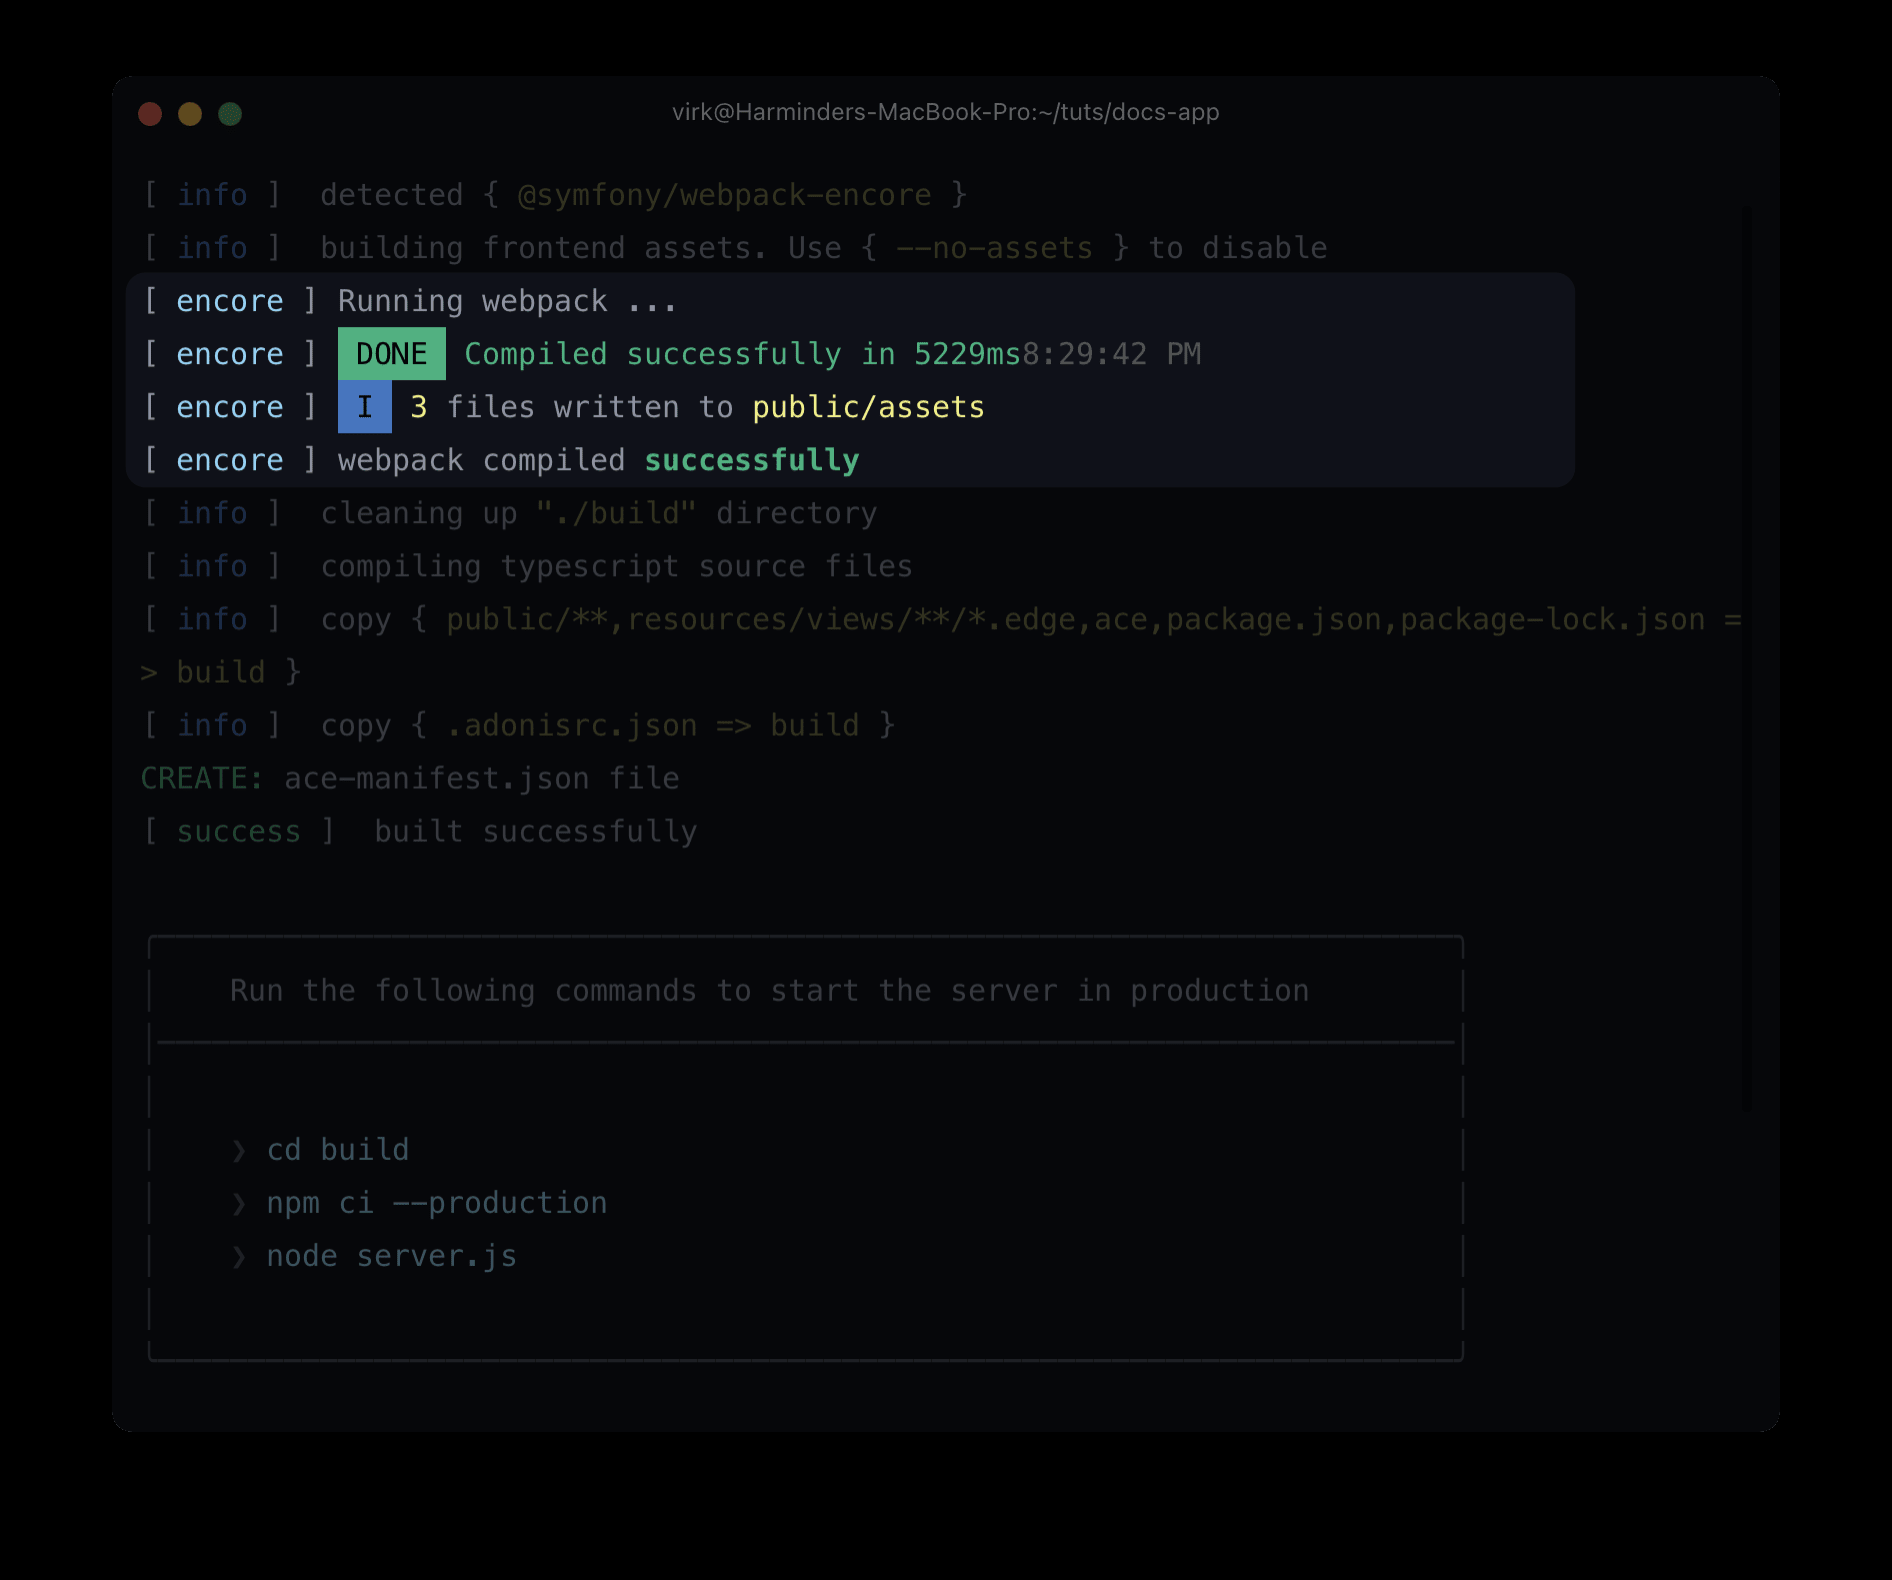 virk@Harminders-MacBook-Pro:~/tuts/docs-app
[ info ]  detected { @symfony/webpack-encore }
[ info ]  building frontend assets. Use { --no-assets } to disable
[ encore ] Running webpack ...
[ encore ] DONE Compiled successfully in 5229ms8:29:42 PM
[ encore ] I 3 files written to public/assets
[ encore ] webpack compiled successfully
[ info ]  cleaning up "./build" directory
[ info ]  compiling typescript source files
[ info ]  copy { public/**,resources/views/**/*.edge,ace,package.json,package-lock.json =
> build }
[ info ]  copy { .adonisrc.json => build }
CREATE: ace-manifest.json file
[ success ]  built successfully
Run the following commands to start the server in production
❯ cd build
❯ npm ci --production
❯ node server.js